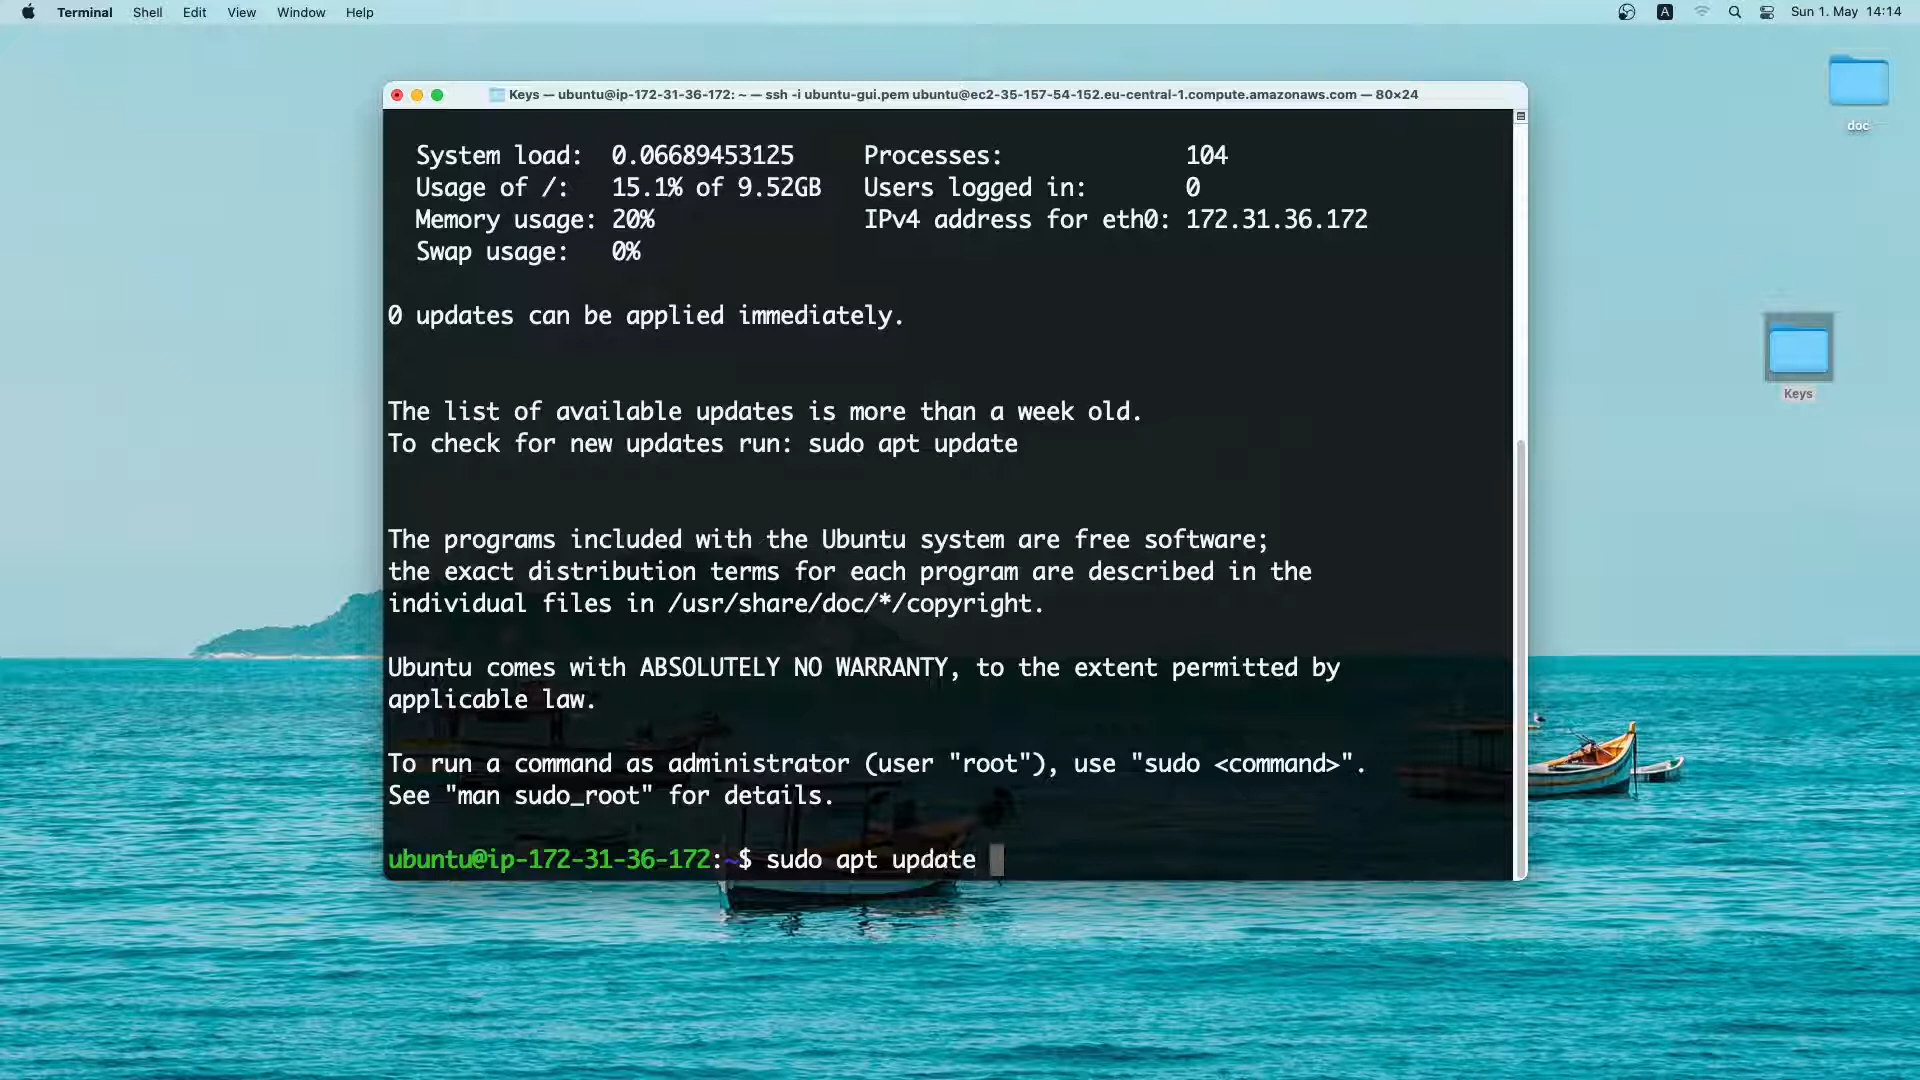 Terminal Shell Edit View Window Help A Sun 1. May 14:14
Keys — ubuntu@ip-172-31-36-172: ~ — ssh -i ubuntu-gui.pem ubuntu@ec2-35-157-54-152.eu-central-1.compute.amazonaws.com — 80×24
doc
System load: 0.06689453125 Processes: 104
Usage of /: 15.1% of 9.52GB Users logged in: 0
Memory usage: 20% IPv4 address for eth0: 172.31.36.172
Swap usage: 0%
0 updates can be applied immediately.
Keys
The list of available updates is more than a week old.
To check for new updates run: sudo apt update
The programs included with the Ubuntu system are free software;
the exact distribution terms for each program are described in the
individual files in /usr/share/doc/*/copyright.
Ubuntu comes with ABSOLUTELY NO WARRANTY, to the extent permitted by
applicable law.
To run a command as administrator (user "root"), use "sudo <command>".
See "man sudo_root" for details.
ubuntu@ip-172-31-36-172:~$ sudo apt update